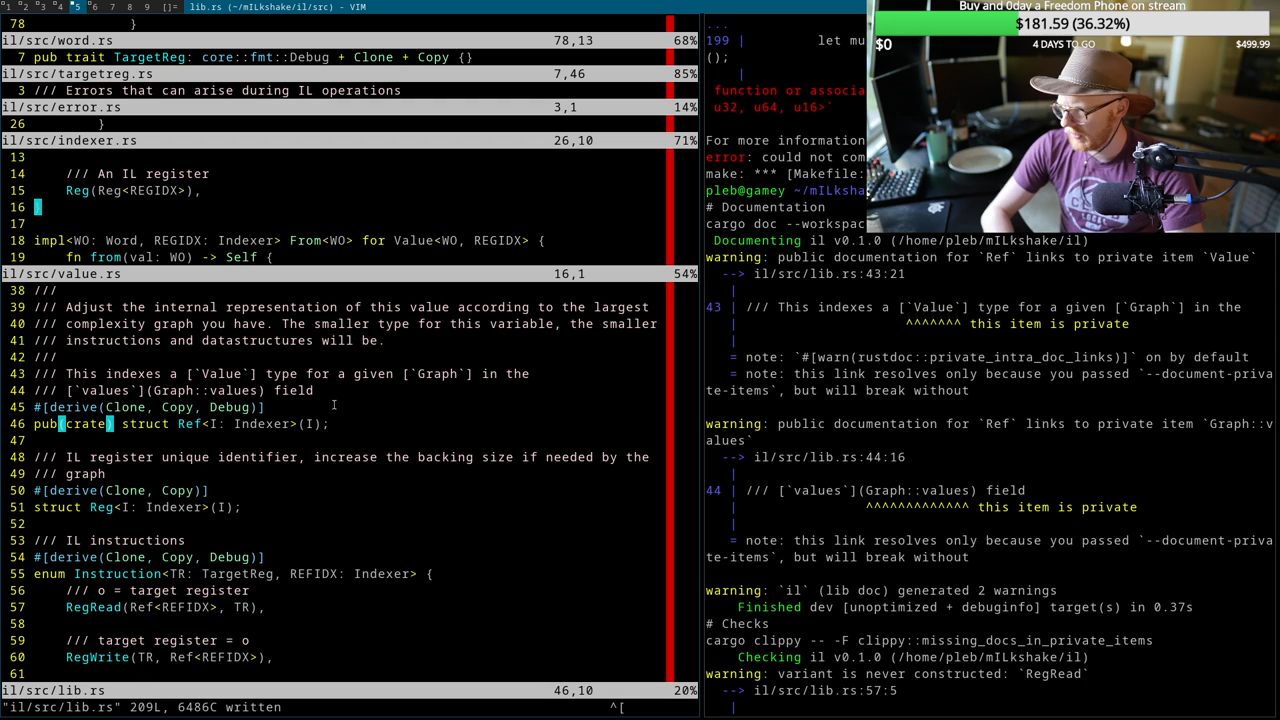 1 2 3 4 5 6 7 8 9 []= lib.rs (~/mILkshake/il/src) - VIM
78             }
il/src/word.rs 78,13 68%
7 pub trait TargetReg: core::fmt::Debug + Clone + Copy {}
il/src/targetreg.rs 7,46 85%
3 /// Errors that can arise during IL operations
il/src/error.rs 3,1 14%
26         }
il/src/indexer.rs 26,10 71%
13
14     /// An IL register
15     Reg(Reg<REGIDX>),
16 }
17
18 impl<WO: Word, REGIDX: Indexer> From<WO> for Value<WO, REGIDX> {
19     fn from(val: WO) -> Self {
il/src/value.rs 16,1 54%
38 ///
39 /// Adjust the internal representation of this value according to the largest
40 /// complexity graph you have. The smaller type for this variable, the smaller
41 /// instructions and datastructures will be.
42 ///
43 /// This indexes a [`Value`] type for a given [`Graph`] in the
44 /// [`values`](Graph::values) field
45 #[derive(Clone, Copy, Debug)]
46 pub(crate) struct Ref<I: Indexer>(I);
47
48 /// IL register unique identifier, increase the backing size if needed by the
49 /// graph
50 #[derive(Clone, Copy)]
51 struct Reg<I: Indexer>(I);
52
53 /// IL instructions
54 #[derive(Clone, Copy, Debug)]
55 enum Instruction<TR: TargetReg, REFIDX: Indexer> {
56     /// o = target register
57     RegRead(Ref<REFIDX>, TR),
58
59     /// target register = o
60     RegWrite(TR, Ref<REFIDX>),
61
il/src/lib.rs 46,10 20%
"il/src/lib.rs" 209L, 6486C written ^[
...
199 |         let mu
();
    |
function or associa
u32, u64, u16>`
For more information
error: could not com
make: *** [Makefile:
pleb@gamey ~/mILksha
# Documentation
cargo doc --workspac
Documenting il v0.1.0 (/home/pleb/mILkshake/il)
warning: public documentation for `Ref` links to private item `Value`
  --> il/src/lib.rs:43:21
   |
43 | /// This indexes a [`Value`] type for a given [`Graph`] in the
   |                     ^^^^^^^ this item is private
   |
   = note: `#[warn(rustdoc::private_intra_doc_links)]` on by default
   = note: this link resolves only because you passed `--document-priva
te-items`, but will break without
warning: public documentation for `Ref` links to private item `Graph::v
alues`
  --> il/src/lib.rs:44:16
   |
44 | /// [`values`](Graph::values) field
   |                ^^^^^^^^^^^^^ this item is private
   |
   = note: this link resolves only because you passed `--document-priva
te-items`, but will break without
warning: `il` (lib doc) generated 2 warnings
    Finished dev [unoptimized + debuginfo] target(s) in 0.37s
# Checks
cargo clippy -- -F clippy::missing_docs_in_private_items
    Checking il v0.1.0 (/home/pleb/mILkshake/il)
warning: variant is never constructed: `RegRead`
  --> il/src/lib.rs:57:5
   |
Buy and 0day a Freedom Phone on stream
$181.59 (36.32%)
$0 4 DAYS TO GO $499.99